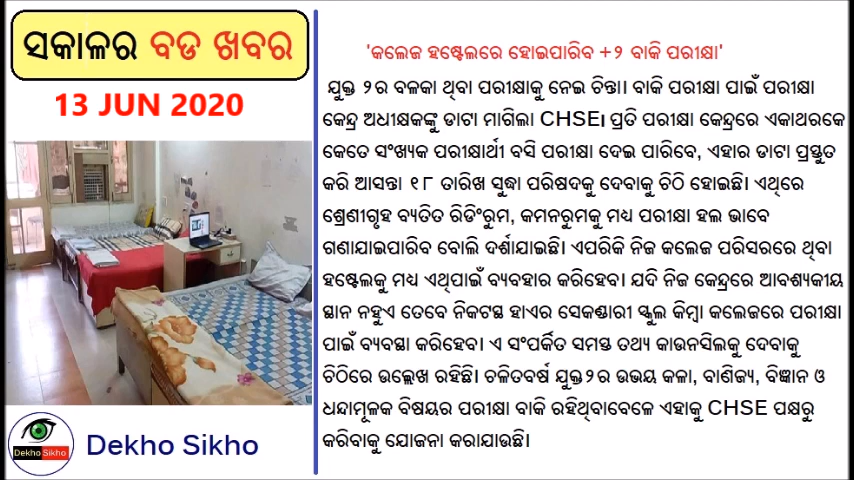 ସକାଳର ବଡ ଖବର
13 JUN 2020
'କଲେଜ ହଷ୍ଟେଲରେ ହୋଇପାରିବ +୨ ବାକି ପରୀକ୍ଷା'
ଯୁକ୍ତ ୨ର ବଳକା ଥିବା ପରୀକ୍ଷାକୁ ନେଇ ଚିନ୍ତା। ବାକି ପରୀକ୍ଷା ପାଇଁ ପରୀକ୍ଷା
କେନ୍ଦ୍ର ଅଧୀକ୍ଷକଙ୍କୁ ଡାଟା ମାଗିଲା CHSE। ପ୍ରତି ପରୀକ୍ଷା କେନ୍ଦ୍ରରେ ଏକାଥରକେ
କେତେ ସଂଖ୍ୟକ ପରୀକ୍ଷାର୍ଥୀ ବସି ପରୀକ୍ଷା ଦେଇ ପାରିବେ, ଏହାର ଡାଟା ପ୍ରସ୍ତୁତ
କରି ଆସନ୍ତା ୧୮ ତାରିଖ ସୁଦ୍ଧା ପରିଷଦକୁ ଦେବାକୁ ଚିଠି ହୋଇଛି। ଏଥିରେ
ଶ୍ରେଣୀଗୃହ ବ୍ୟତିତ ରିଡିଂରୁମ, କମନରୁମକୁ ମଧ୍ୟ ପରୀକ୍ଷା ହଲ ଭାବେ
ଗଣାଯାଇପାରିବ ବୋଲି ଦର୍ଶାଯାଇଛି। ଏପରିକି ନିଜ କଲେଜ ପରିସରରେ ଥିବା
ହଷ୍ଟେଲକୁ ମଧ୍ୟ ଏଥିପାଇଁ ବ୍ୟବହାର କରିହେବ। ଯଦି ନିଜ କେନ୍ଦ୍ରରେ ଆବଶ୍ୟକୀୟ
ସ୍ଥାନ ନହୁଏ ତେବେ ନିକଟସ୍ଥ ହାଏର ସେକଣ୍ଡାରୀ ସ୍କୁଲ କିମ୍ବା କଲେଜରେ ପରୀକ୍ଷା
ପାଇଁ ବ୍ୟବସ୍ଥା କରିହେବ। ଏ ସଂପର୍କିତ ସମସ୍ତ ତଥ୍ୟ କାଉନସିଲକୁ ଦେବାକୁ
ଚିଠିରେ ଉଲ୍ଲେଖ ରହିଛି। ଚଳିତବର୍ଷ ଯୁକ୍ତ୨ର ଉଭୟ କଳା, ବାଣିଜ୍ୟ, ବିଜ୍ଞାନ ଓ
ଧନ୍ଦାମୂଳକ ବିଷୟର ପରୀକ୍ଷା ବାକି ରହିଥିବାବେଳେ ଏହାକୁ CHSE ପକ୍ଷରୁ
କରିବାକୁ ଯୋଜନା କରାଯାଉଛି।
Dekho Sikho
Dekho Sikho